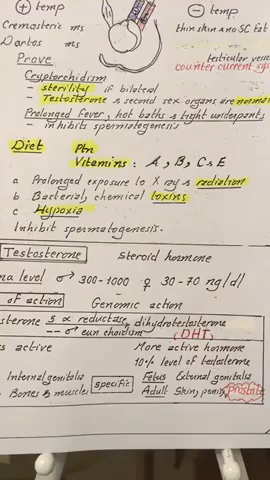 ⊕ temp ⊖ temp
Cremasteric ms thin skin & no SC fat
Dartos ms
Prove testicular vesse
counter current
Cryptorchidism
- sterility if bilateral
- Testosterone & second sex organs are normal
Prolonged Fever, hot baths & tight underpants
- inhibits spermatogenesis
Diet Ptn
Vitamins : A, B, C & E
a Prolonged exposure to X ray & radiation
b Bacterial, chemical toxins
c Hypoxia
Inhibit spermatogenesis.
Testosterone Steroid hormone
ma level ♂ 300-1000 ♀ 30-70 ng/dl
of action Genomic action
sterone 5 α reductase dihydrotestosterone
-- ♂ eunchoidism (DHT)
ss active More active hormone
10% level of testosterone
Internal genitalia specific Fetus External genitalia
Bones & muscles Adult Skin, penis, prostate